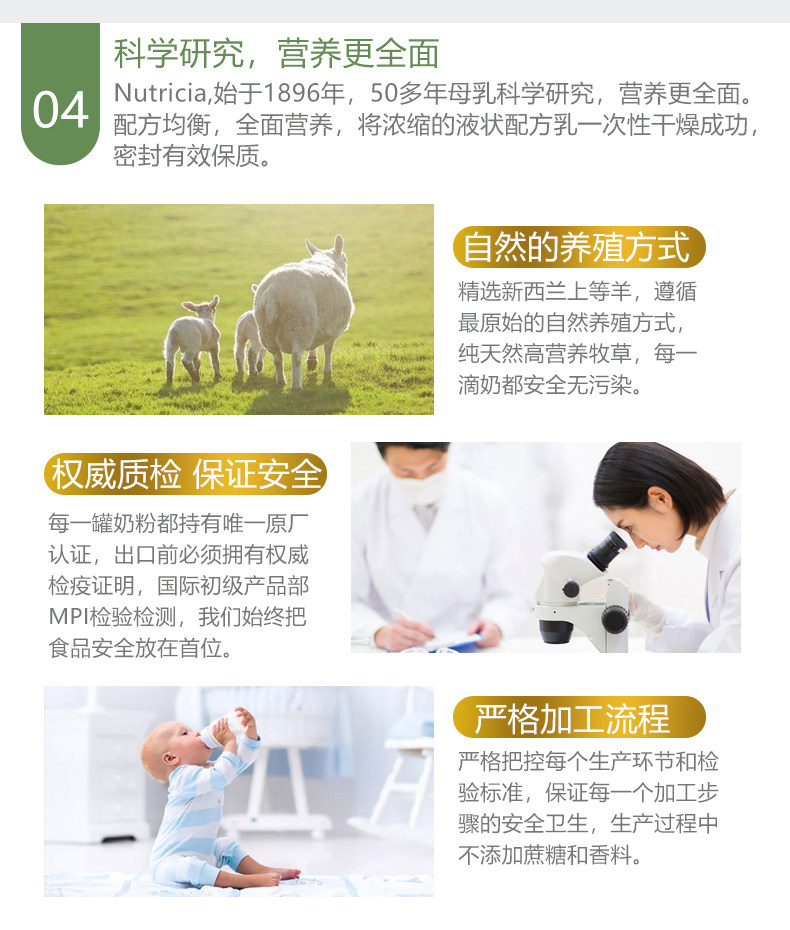 04
科学研究，营养更全面
Nutricia,始于1896年，50多年母乳科学研究，营养更全面。
配方均衡，全面营养，将浓缩的液状配方乳一次性干燥成功，
密封有效保质。
自然的养殖方式
精选新西兰上等羊，遵循
最原始的自然养殖方式，
纯天然高营养牧草，每一
滴奶都安全无污染。
权威质检 保证安全
每一罐奶粉都持有唯一原厂
认证，出口前必须拥有权威
检疫证明，国际初级产品部
MPI检验检测，我们始终把
食品安全放在首位。
严格加工流程
严格把控每个生产环节和检
验标准，保证每一个加工步
骤的安全卫生，生产过程中
不添加蔗糖和香料。